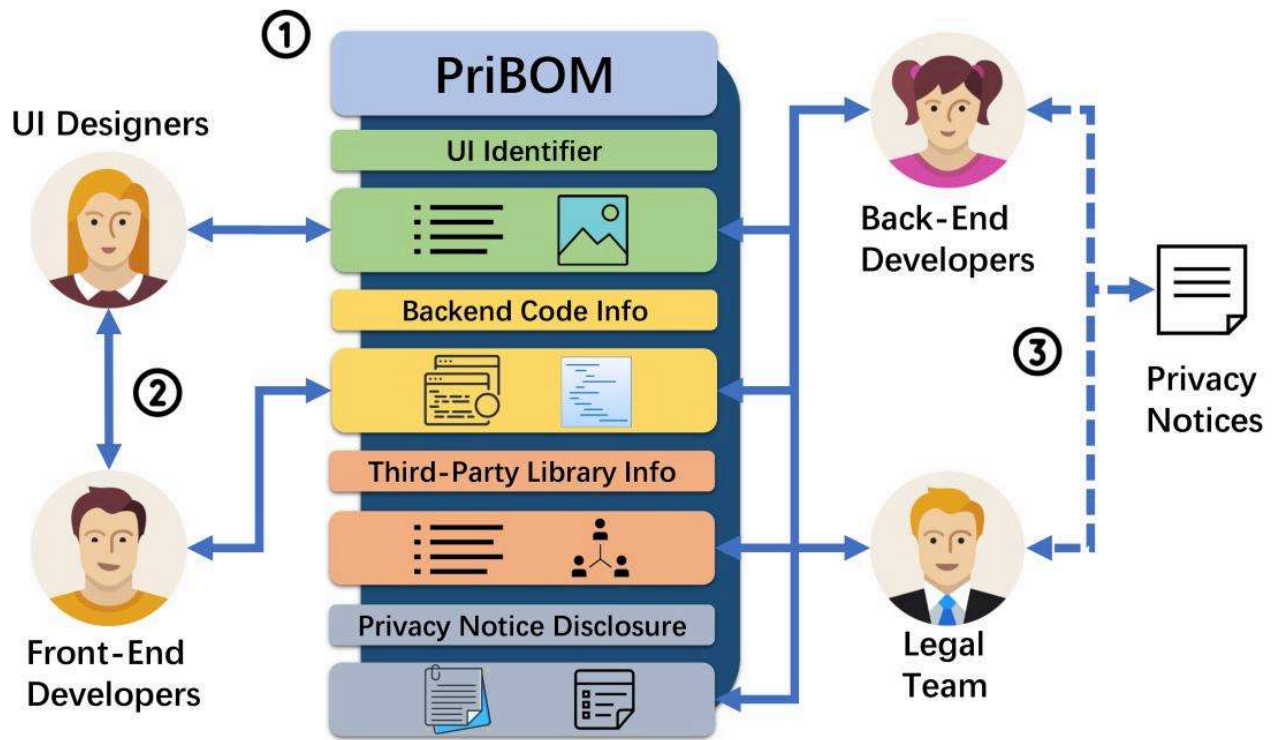 ①
PriBOM
UI Designers
UI Identifier
Back-End
Developers
Backend Code Info
②
③
Privacy
Notices
Third-Party Library Info
Privacy Notice Disclosure
Front-End
Developers
Legal
Team